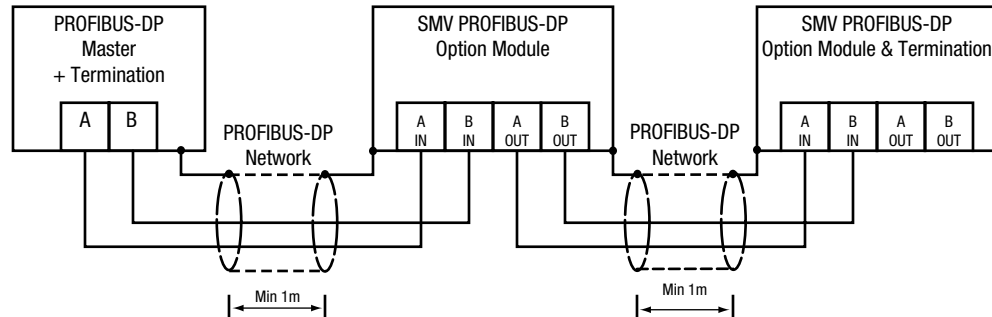 PROFIBUS-DP
Master
+ Termination
A B
PROFIBUS-DP
Network
Min 1m
SMV PROFIBUS-DP
Option Module
A IN
B IN
A OUT
B OUT
PROFIBUS-DP
Network
Min 1m
SMV PROFIBUS-DP
Option Module & Termination
A IN
B IN
A OUT
B OUT